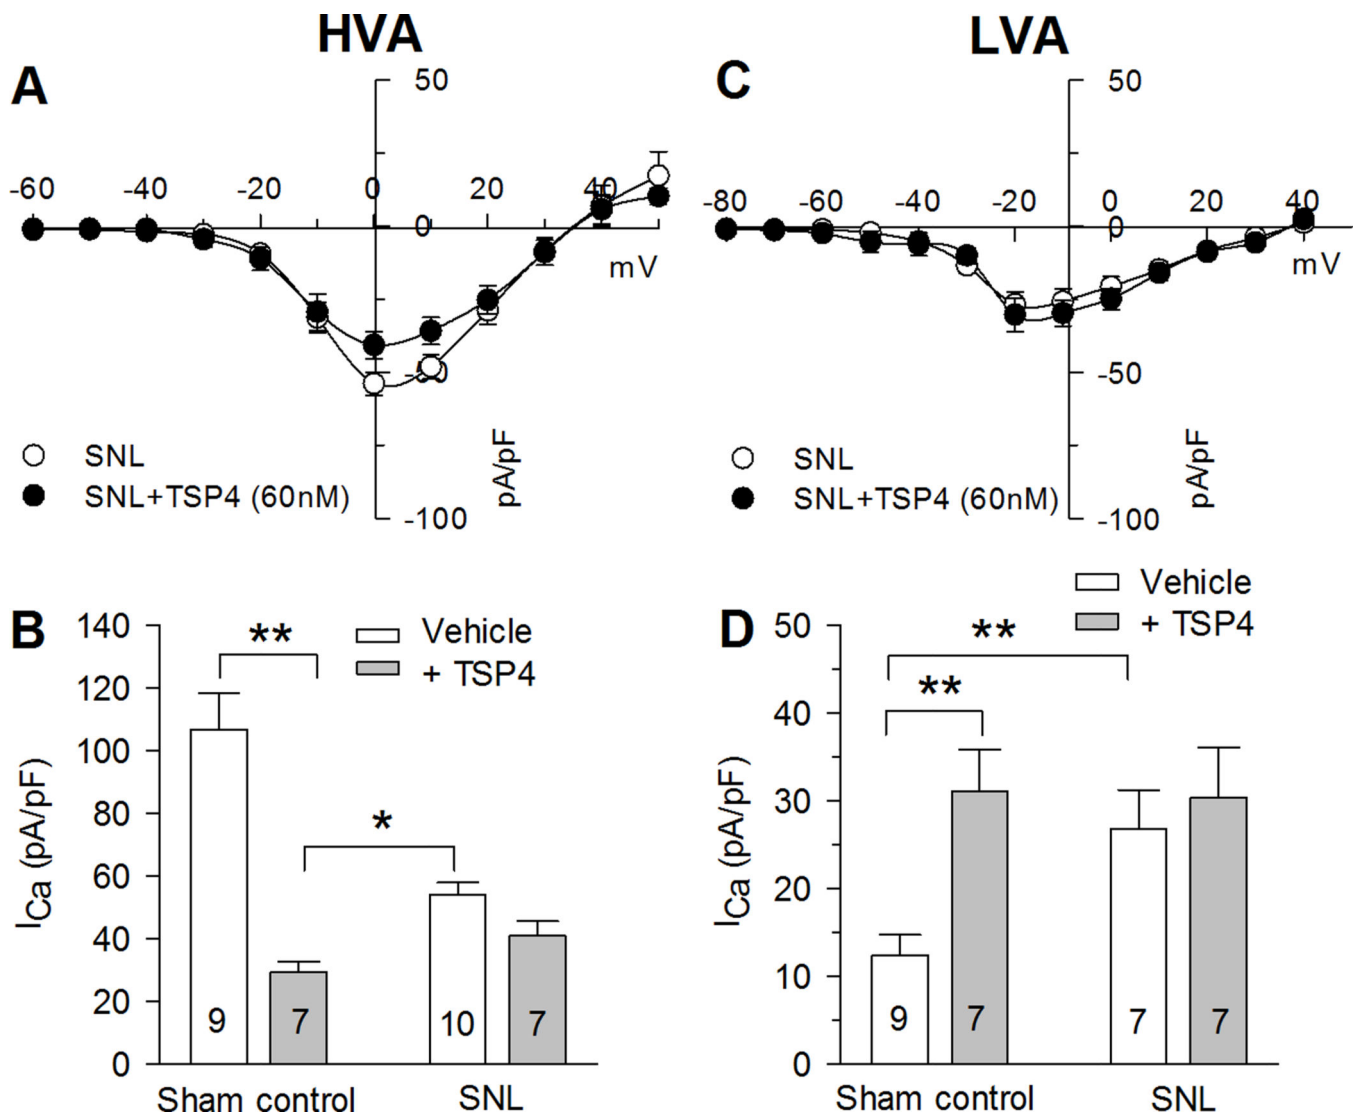 HVA
LVA
A
50
-60 -40 -20 0 20 40
mV
-50
SNL
SNL+TSP4 (60nM)
pA/pF
-100
C
50
-80 -60 -40 -20 0 20 40
mV
-50
SNL
SNL+TSP4 (60nM)
pA/pF
-100
B
140
120
100
80
60
40
20
0
ICa (pA/pF)
**
*
Vehicle
+ TSP4
9 7 10 7
Sham control SNL
D
50
40
30
20
10
0
ICa (pA/pF)
Vehicle
+ TSP4
**
**
9 7 7 7
Sham control SNL